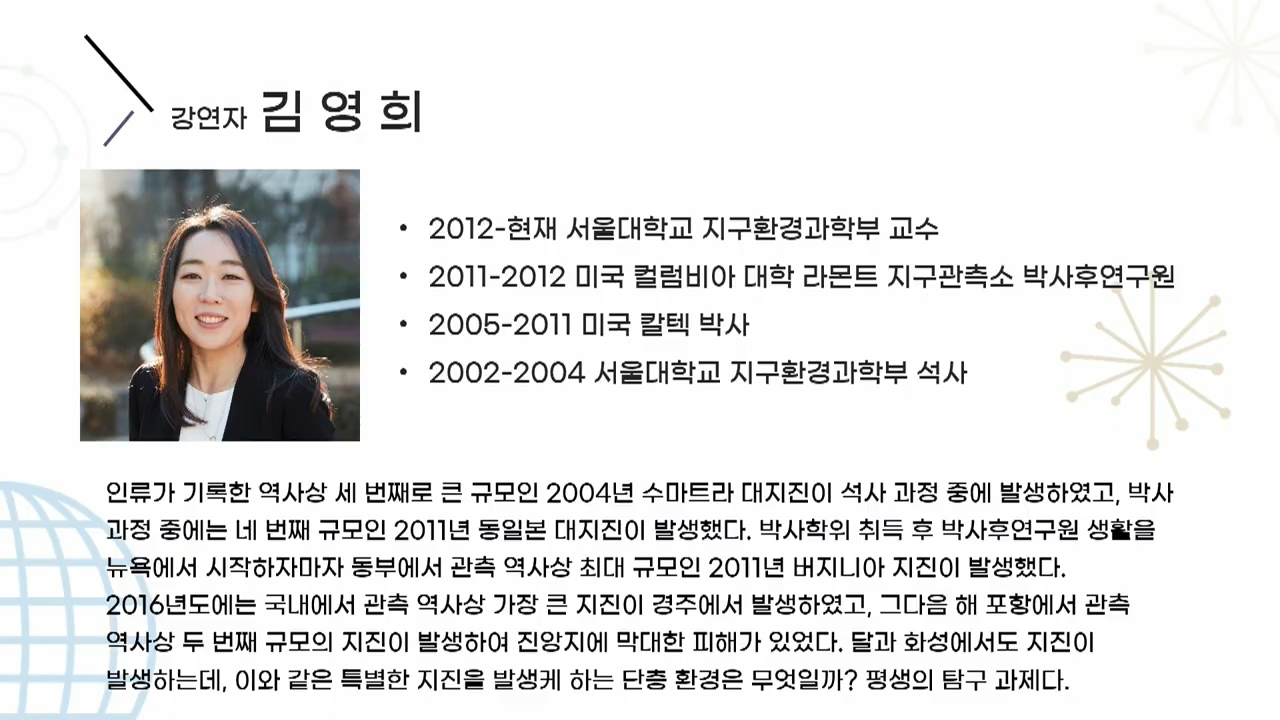 강연자 김영희
• 2012-현재 서울대학교 지구환경과학부 교수
• 2011-2012 미국 컬럼비아 대학 라몬트 지구관측소 박사후연구원
• 2005-2011 미국 칼텍 박사
• 2002-2004 서울대학교 지구환경과학부 석사
인류가 기록한 역사상 세 번째로 큰 규모인 2004년 수마트라 대지진이 석사 과정 중에 발생하였고, 박사
과정 중에는 네 번째 규모인 2011년 동일본 대지진이 발생했다. 박사학위 취득 후 박사후연구원 생활을
뉴욕에서 시작하자마자 동부에서 관측 역사상 최대 규모인 2011년 버지니아 지진이 발생했다.
2016년도에는 국내에서 관측 역사상 가장 큰 지진이 경주에서 발생하였고, 그다음 해 포항에서 관측
역사상 두 번째 규모의 지진이 발생하여 진앙지에 막대한 피해가 있었다. 달과 화성에서도 지진이
발생하는데, 이와 같은 특별한 지진을 발생케 하는 단층 환경은 무엇일까? 평생의 탐구 과제다.